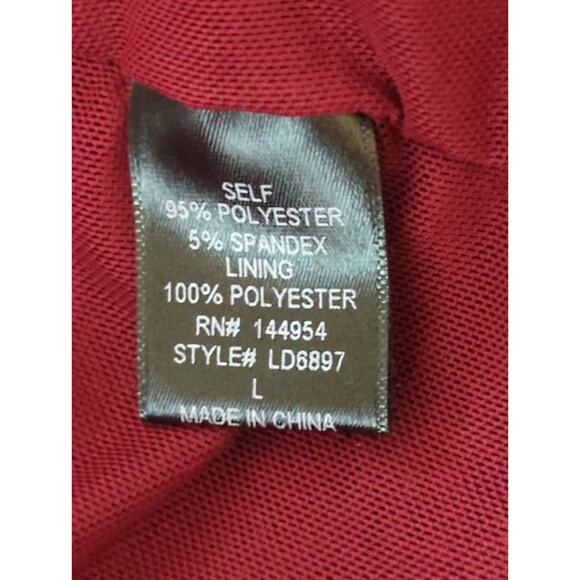 SELF
95% POLYESTER
5% SPANDEX
LINING
100% POLYESTER
RN# 144954
STYLE# LD6897
L
MADE IN CHINA